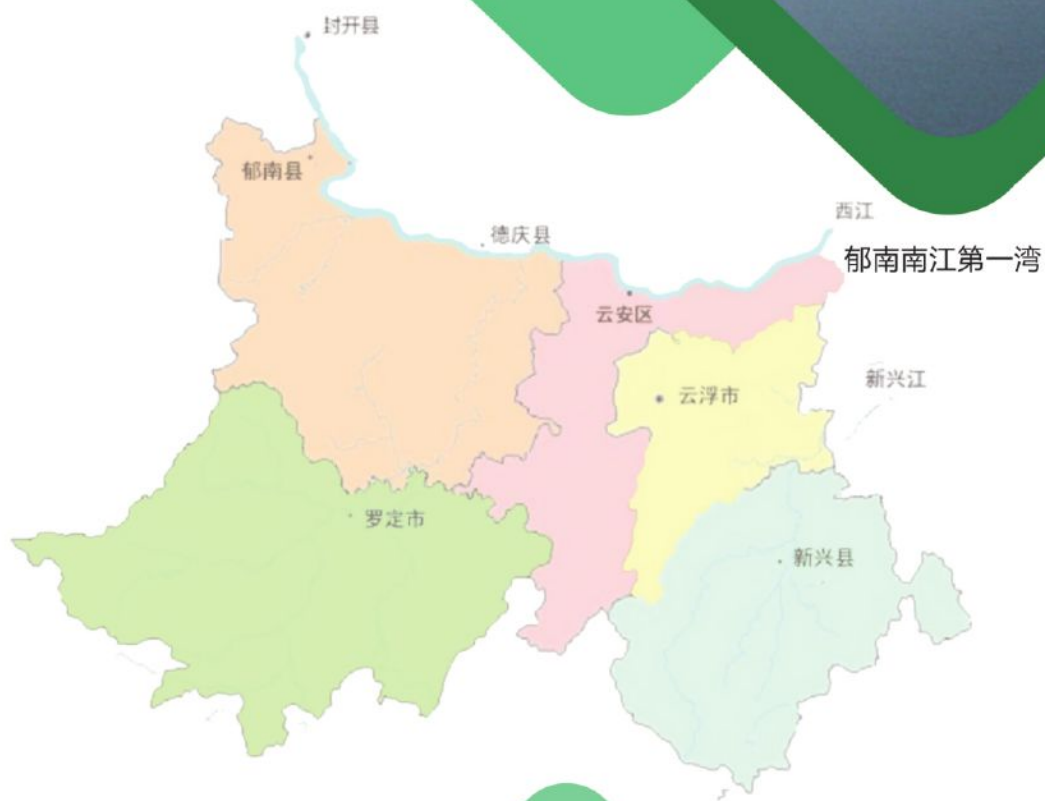 封开县
郁南县
西江
德庆县
郁南南江第一湾
云安区
新兴江
云浮市
罗定市
新兴县